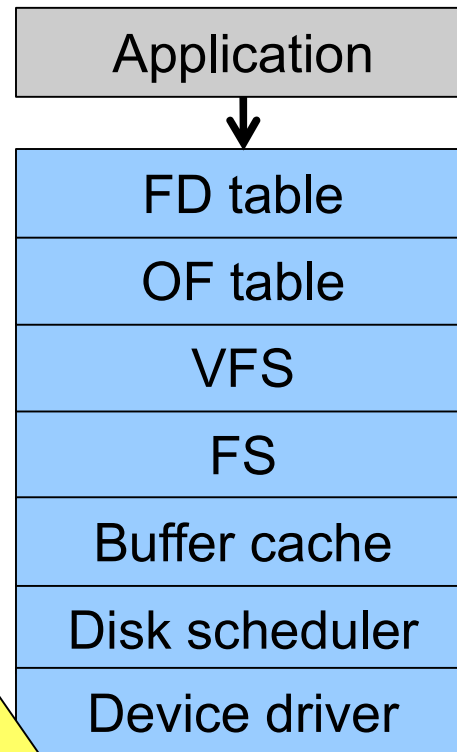 Application
FD table
OF table
VFS
FS
Buffer cache
Disk scheduler
Device driver